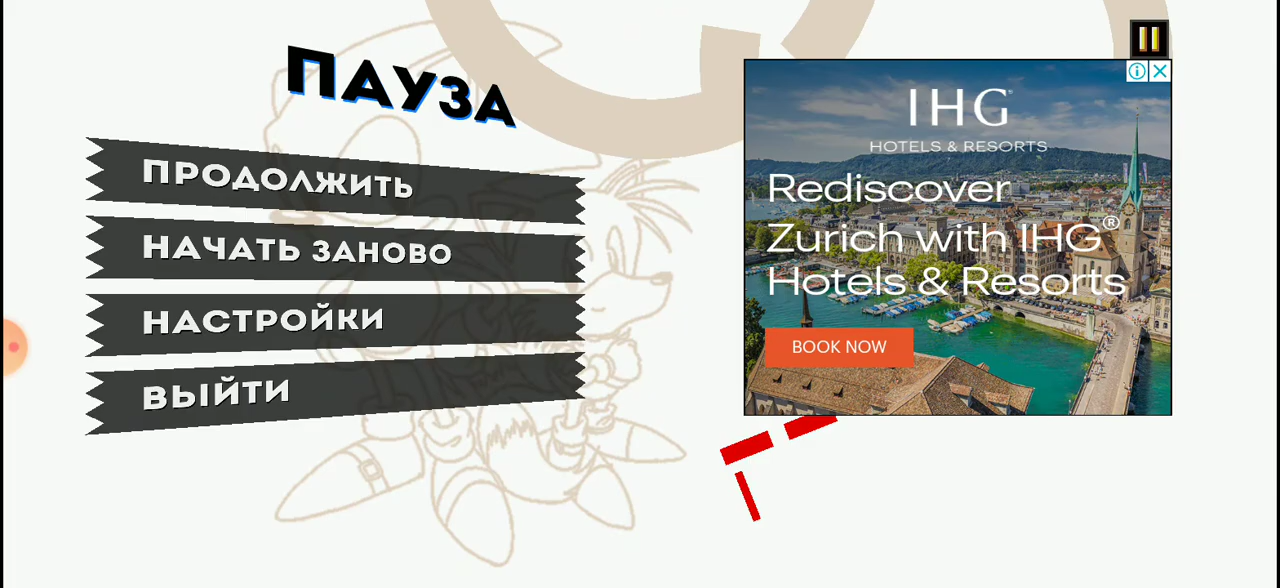 ПАУЗА
ПРОДОЛЖИТЬ
НАЧАТЬ ЗАНОВО
НАСТРОЙКИ
ВЫЙТИ
IHG®
HOTELS & RESORTS
Rediscover
Zurich with IHG®
Hotels & Resorts
BOOK NOW